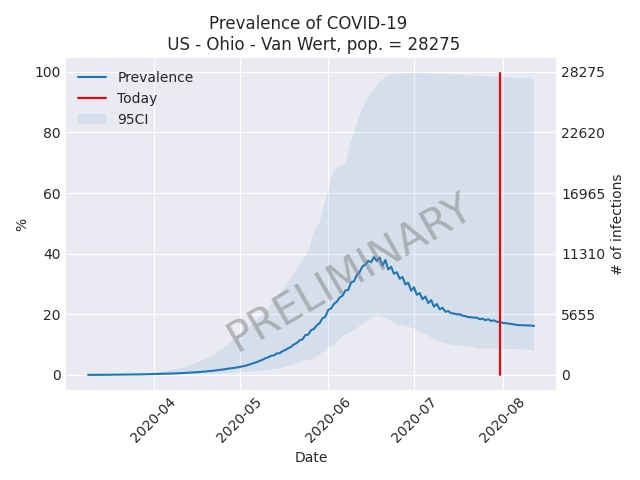 Prevalence of COVID-19
US - Ohio - Van Wert, pop. = 28275
Prevalence
Today
95CI
100
80
60
40
20
0
%
28275
22620
16965
11310
5655
0
# of infections
PRELIMINARY
2020-04
2020-05
2020-06
2020-07
2020-08
Date